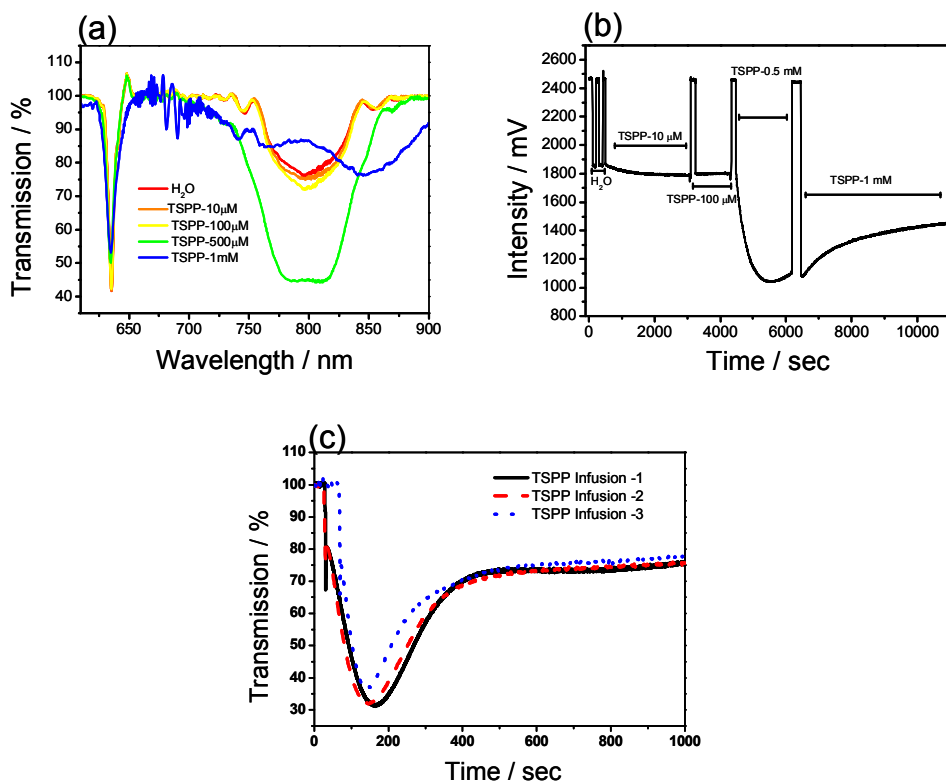 (a)
110
100
90
80
70
60
50
40
Transmission / %
H₂O
TSPP-10μM
TSPP-100μM
TSPP-500μM
TSPP-1mM
650 700 750 800 850 900
Wavelength / nm
(b)
2600
2400
2200
2000
1800
1600
1400
1200
1000
800
Intensity / mV
TSPP-0.5 mM
TSPP-10 μM
H₂O
TSPP-100 μM
TSPP-1 mM
0 2000 4000 6000 8000 10000
Time / sec
(c)
110
100
90
80
70
60
50
40
30
Transmission / %
TSPP Infusion -1
TSPP Infusion -2
TSPP Infusion -3
0 200 400 600 800 1000
Time / sec